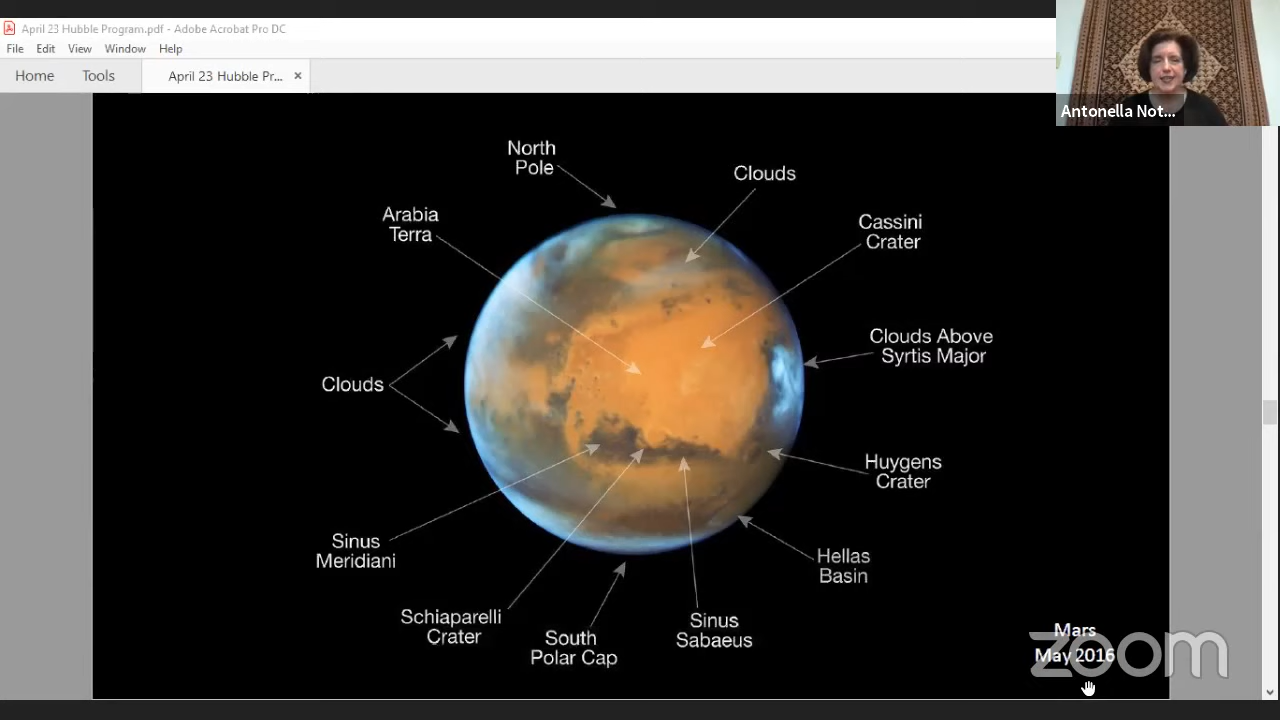 April 23 Hubble Program.pdf - Adobe Acrobat Pro DC
File Edit View Window Help
Home Tools April 23 Hubble Pr... ×
Antonella Not...
North
Pole
Clouds
Arabia
Terra
Cassini
Crater
Clouds Above
Syrtis Major
Clouds
Huygens
Crater
Sinus
Meridiani
Hellas
Basin
Schiaparelli
Crater
South
Polar Cap
Sinus
Sabaeus
Mars
May 2016
zoom